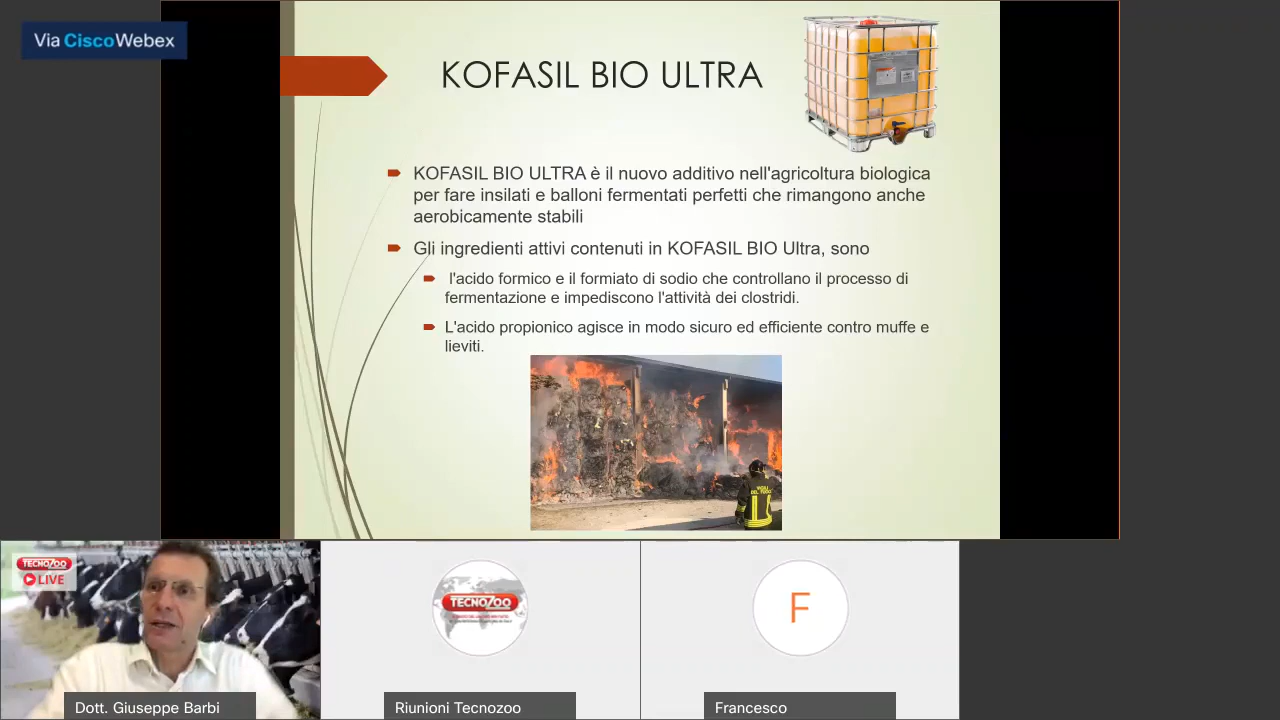 Via CiscoWebex
KOFASIL BIO ULTRA
KOFASIL BIO ULTRA è il nuovo additivo nell'agricoltura biologica
per fare insilati e balloni fermentati perfetti che rimangono anche
aerobicamente stabili
Gli ingredienti attivi contenuti in KOFASIL BIO Ultra, sono
l'acido formico e il formiato di sodio che controllano il processo di
fermentazione e impediscono l'attività dei clostridi.
L'acido propionico agisce in modo sicuro ed efficiente contro muffe e
lieviti.
VIGILI
DEL FUOCO
TECNOZOO
LIVE
TECNOZOO
F
Dott. Giuseppe Barbi
Riunioni Tecnozoo
Francesco